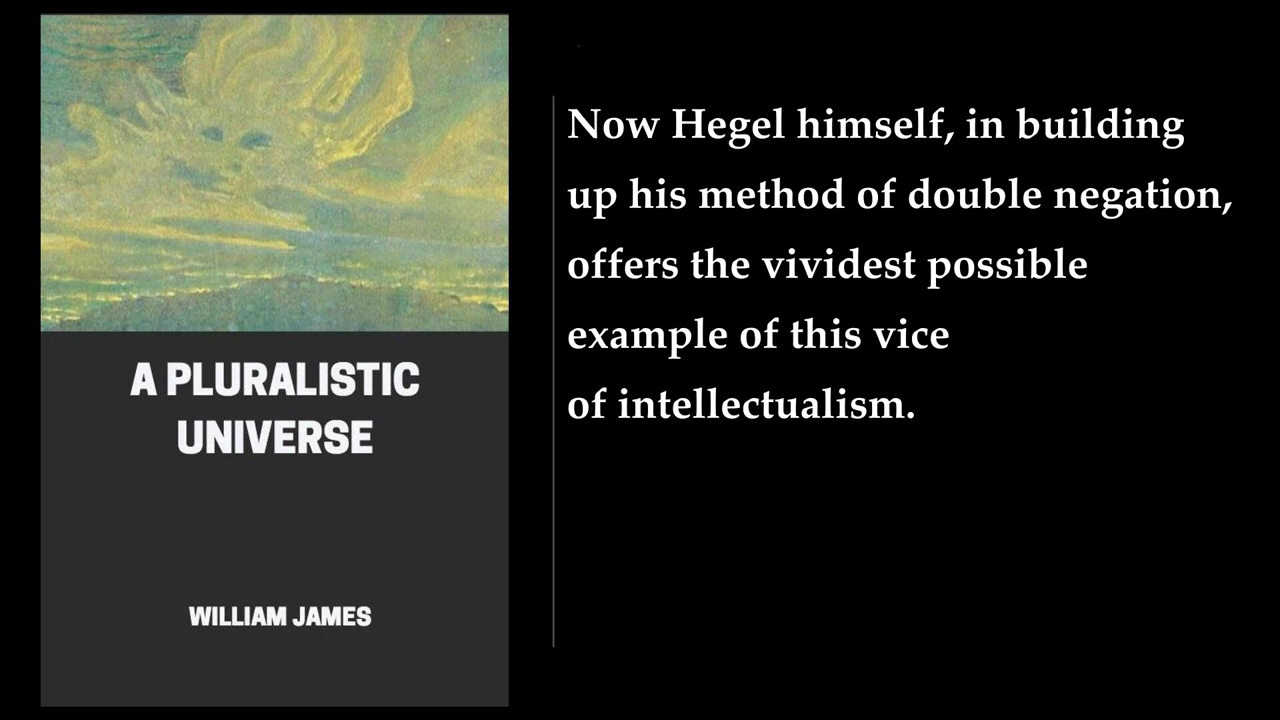 A PLURALISTIC
UNIVERSE
WILLIAM JAMES
Now Hegel himself, in building
up his method of double negation,
offers the vividest possible
example of this vice
of intellectualism.